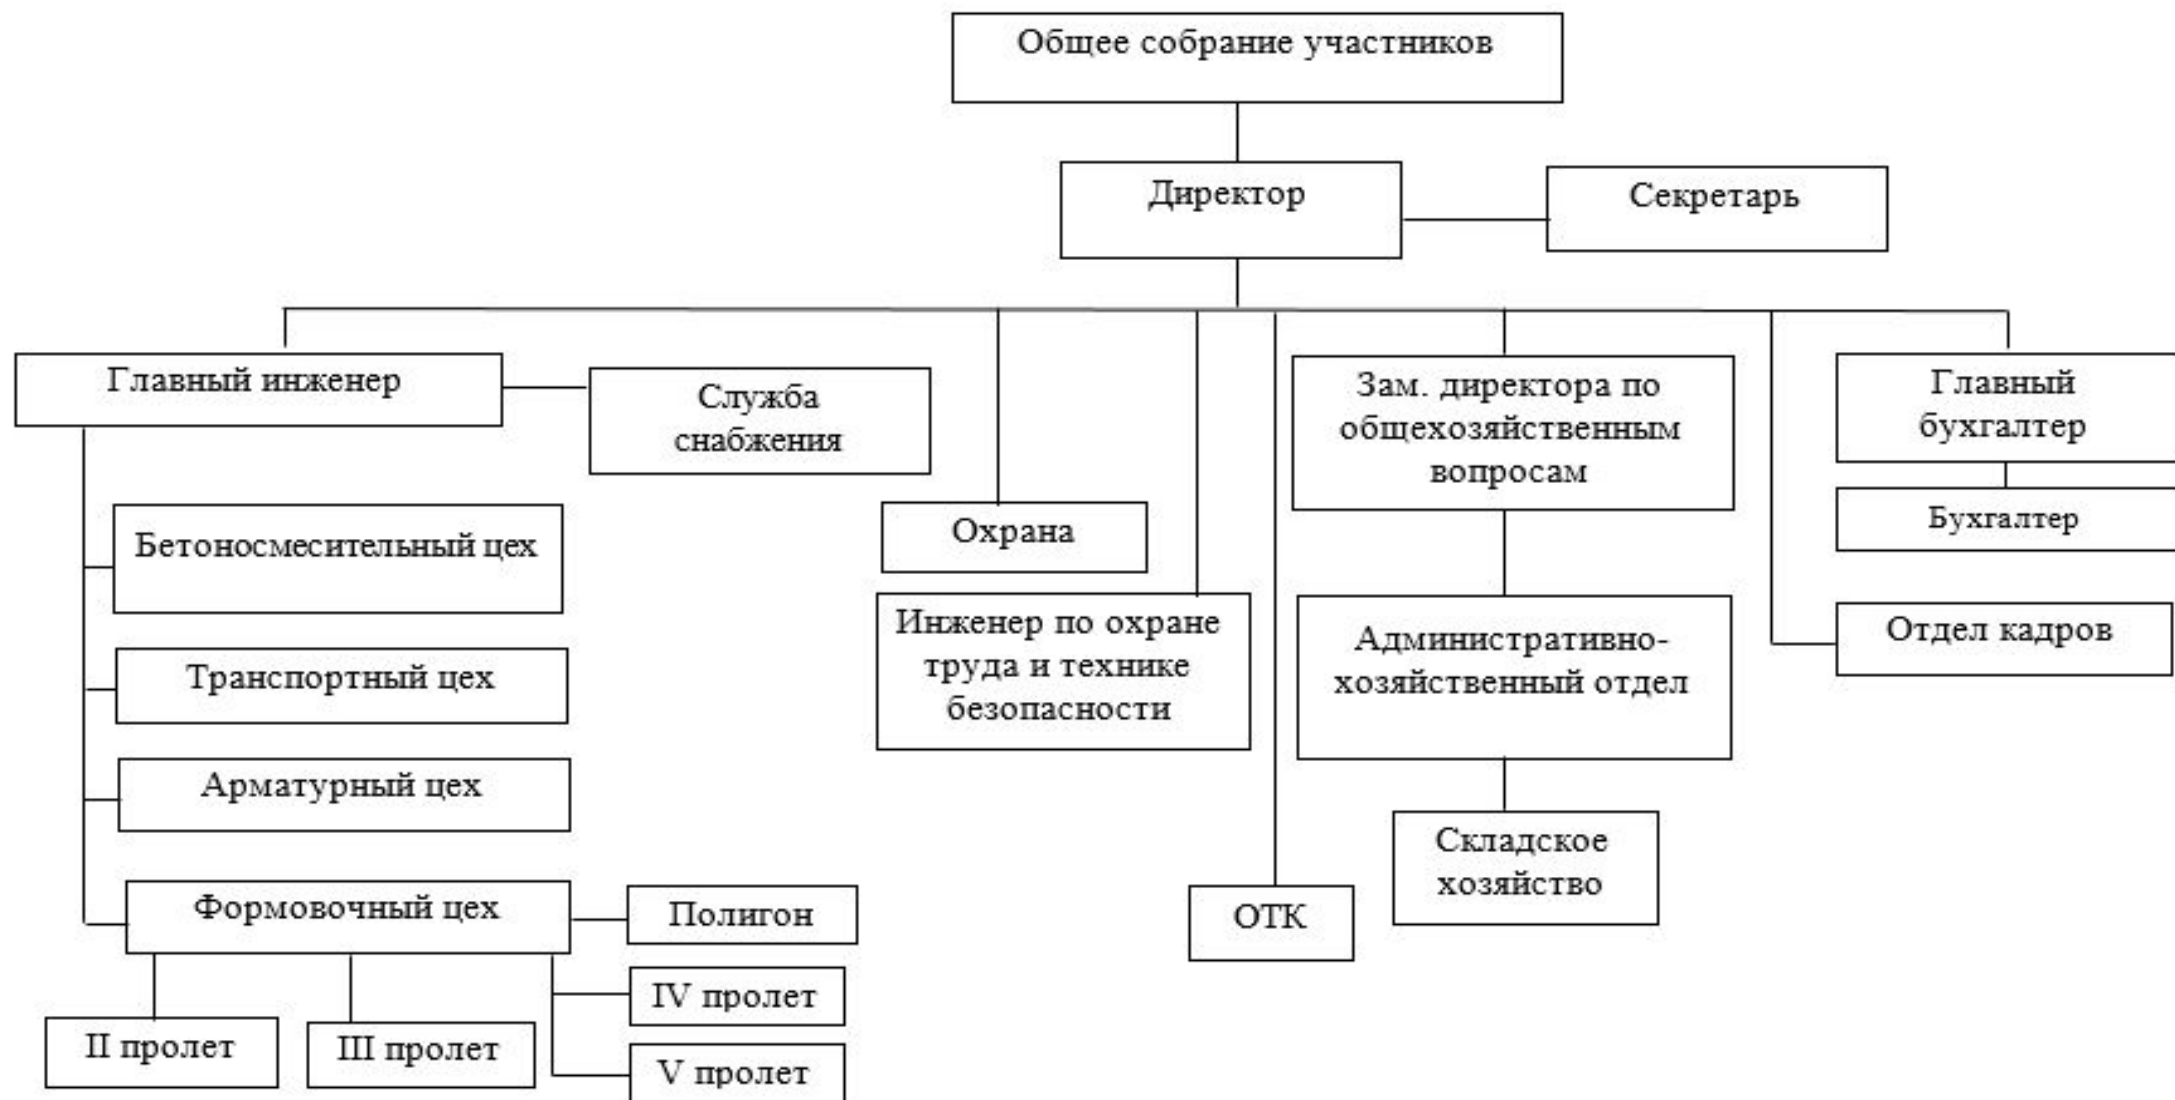 Общее собрание участников
Директор
Секретарь
Главный инженер
Служба
снабжения
Зам. директора по
общехозяйственным
вопросам
Главный
бухгалтер
Бухгалтер
Бетоносмесительный цех
Охрана
Инженер по охране
труда и технике
безопасности
Административно-
хозяйственный отдел
Отдел кадров
Транспортный цех
Арматурный цех
Складское
хозяйство
Формовочный цех
Полигон
ОТК
IV пролет
II пролет
III пролет
V пролет